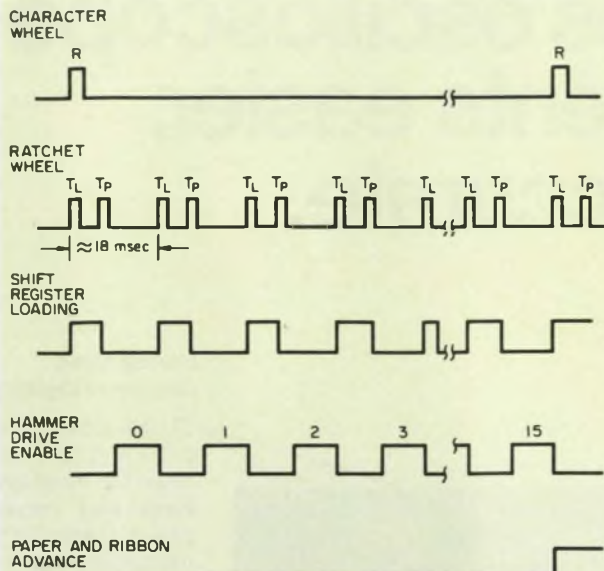 CHARACTER
WHEEL
R R
RATCHET
WHEEL
TL TP TL TP TL TP TL TP TL TL TP TL TP
≈18 msec
SHIFT
REGISTER
LOADING
HAMMER
DRIVE
ENABLE
0 1 2 3 15
PAPER AND RIBBON
ADVANCE